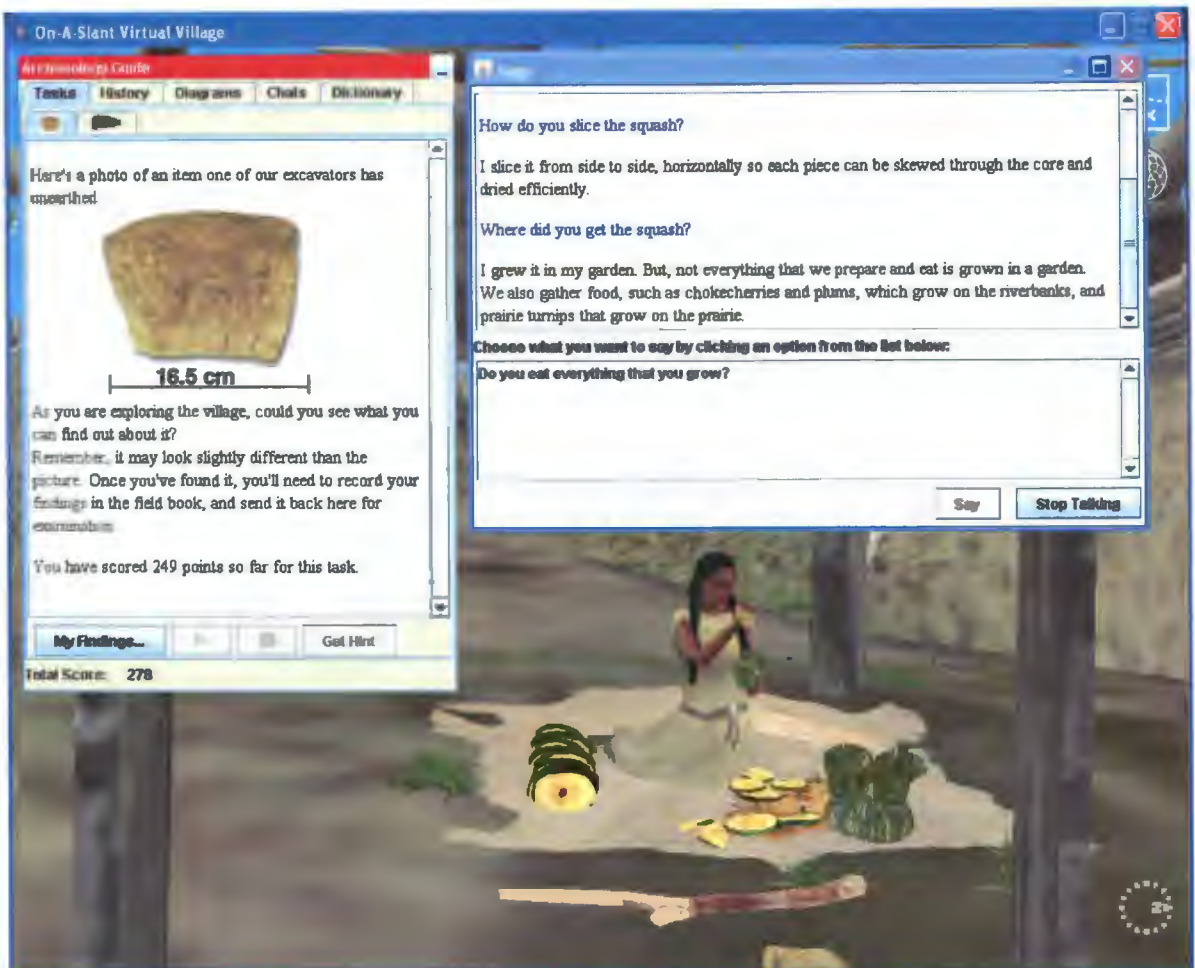 On-A-Slant Virtual Village
Archaeology Guide
Tasks History Diagrams Chats Dictionary
Here's a photo of an item one of our excavators has
unearthed
16.5 cm
As you are exploring the village, could you see what you
can find out about it?
Remember, it may look slightly different than the
picture. Once you've found it, you'll need to record your
findings in the field book, and send it back here for
examination
You have scored 249 points so far for this task.
My Findings... Get Hint
Total Score: 278
How do you slice the squash?
I slice it from side to side, horizontally so each piece can be skewed through the core and
dried efficiently.
Where did you get the squash?
I grew it in my garden. But, not everything that we prepare and eat is grown in a garden.
We also gather food, such as chokecherries and plums, which grow on the riverbanks, and
prairie turnips that grow on the prairie.
Choose what you want to say by clicking an option from the list below:
Do you eat everything that you grow?
Say Stop Talking